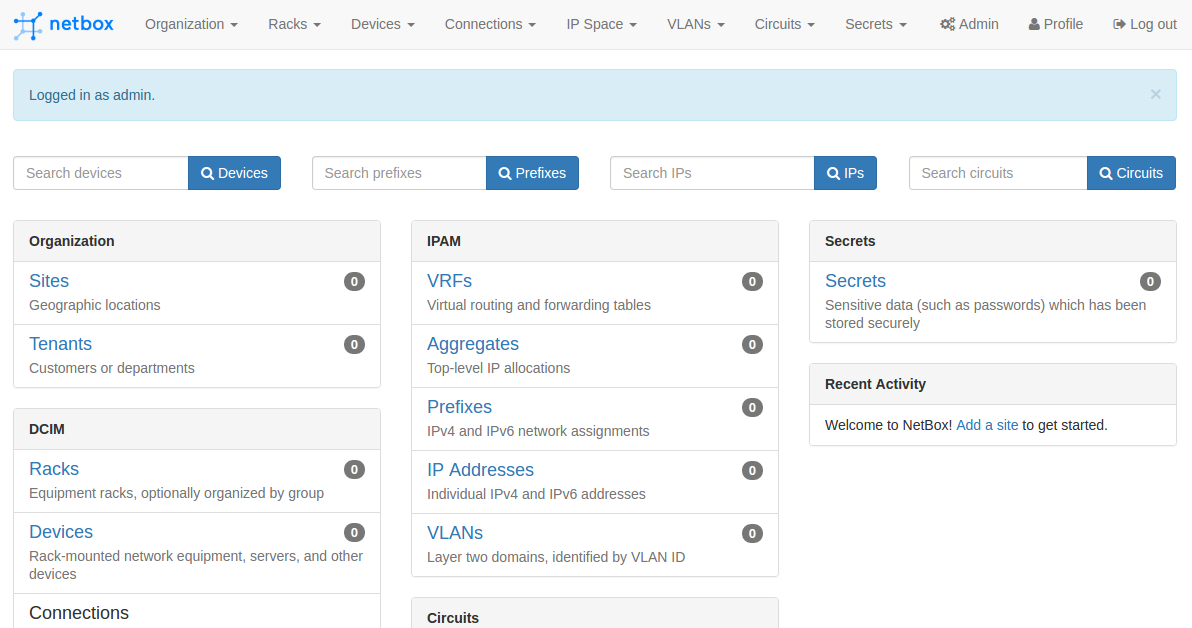 netbox Organization Racks Devices Connections IP Space VLANs Circuits Secrets Admin Profile Log out
Logged in as admin. ×
Search devices Devices Search prefixes Prefixes Search IPs IPs Search circuits Circuits
Organization
Sites 0
Geographic locations
Tenants 0
Customers or departments
DCIM
Racks 0
Equipment racks, optionally organized by group
Devices 0
Rack-mounted network equipment, servers, and other
devices
Connections
IPAM
VRFs 0
Virtual routing and forwarding tables
Aggregates 0
Top-level IP allocations
Prefixes 0
IPv4 and IPv6 network assignments
IP Addresses 0
Individual IPv4 and IPv6 addresses
VLANs 0
Layer two domains, identified by VLAN ID
Circuits
Secrets
Secrets 0
Sensitive data (such as passwords) which has been
stored securely
Recent Activity
Welcome to NetBox! Add a site to get started.